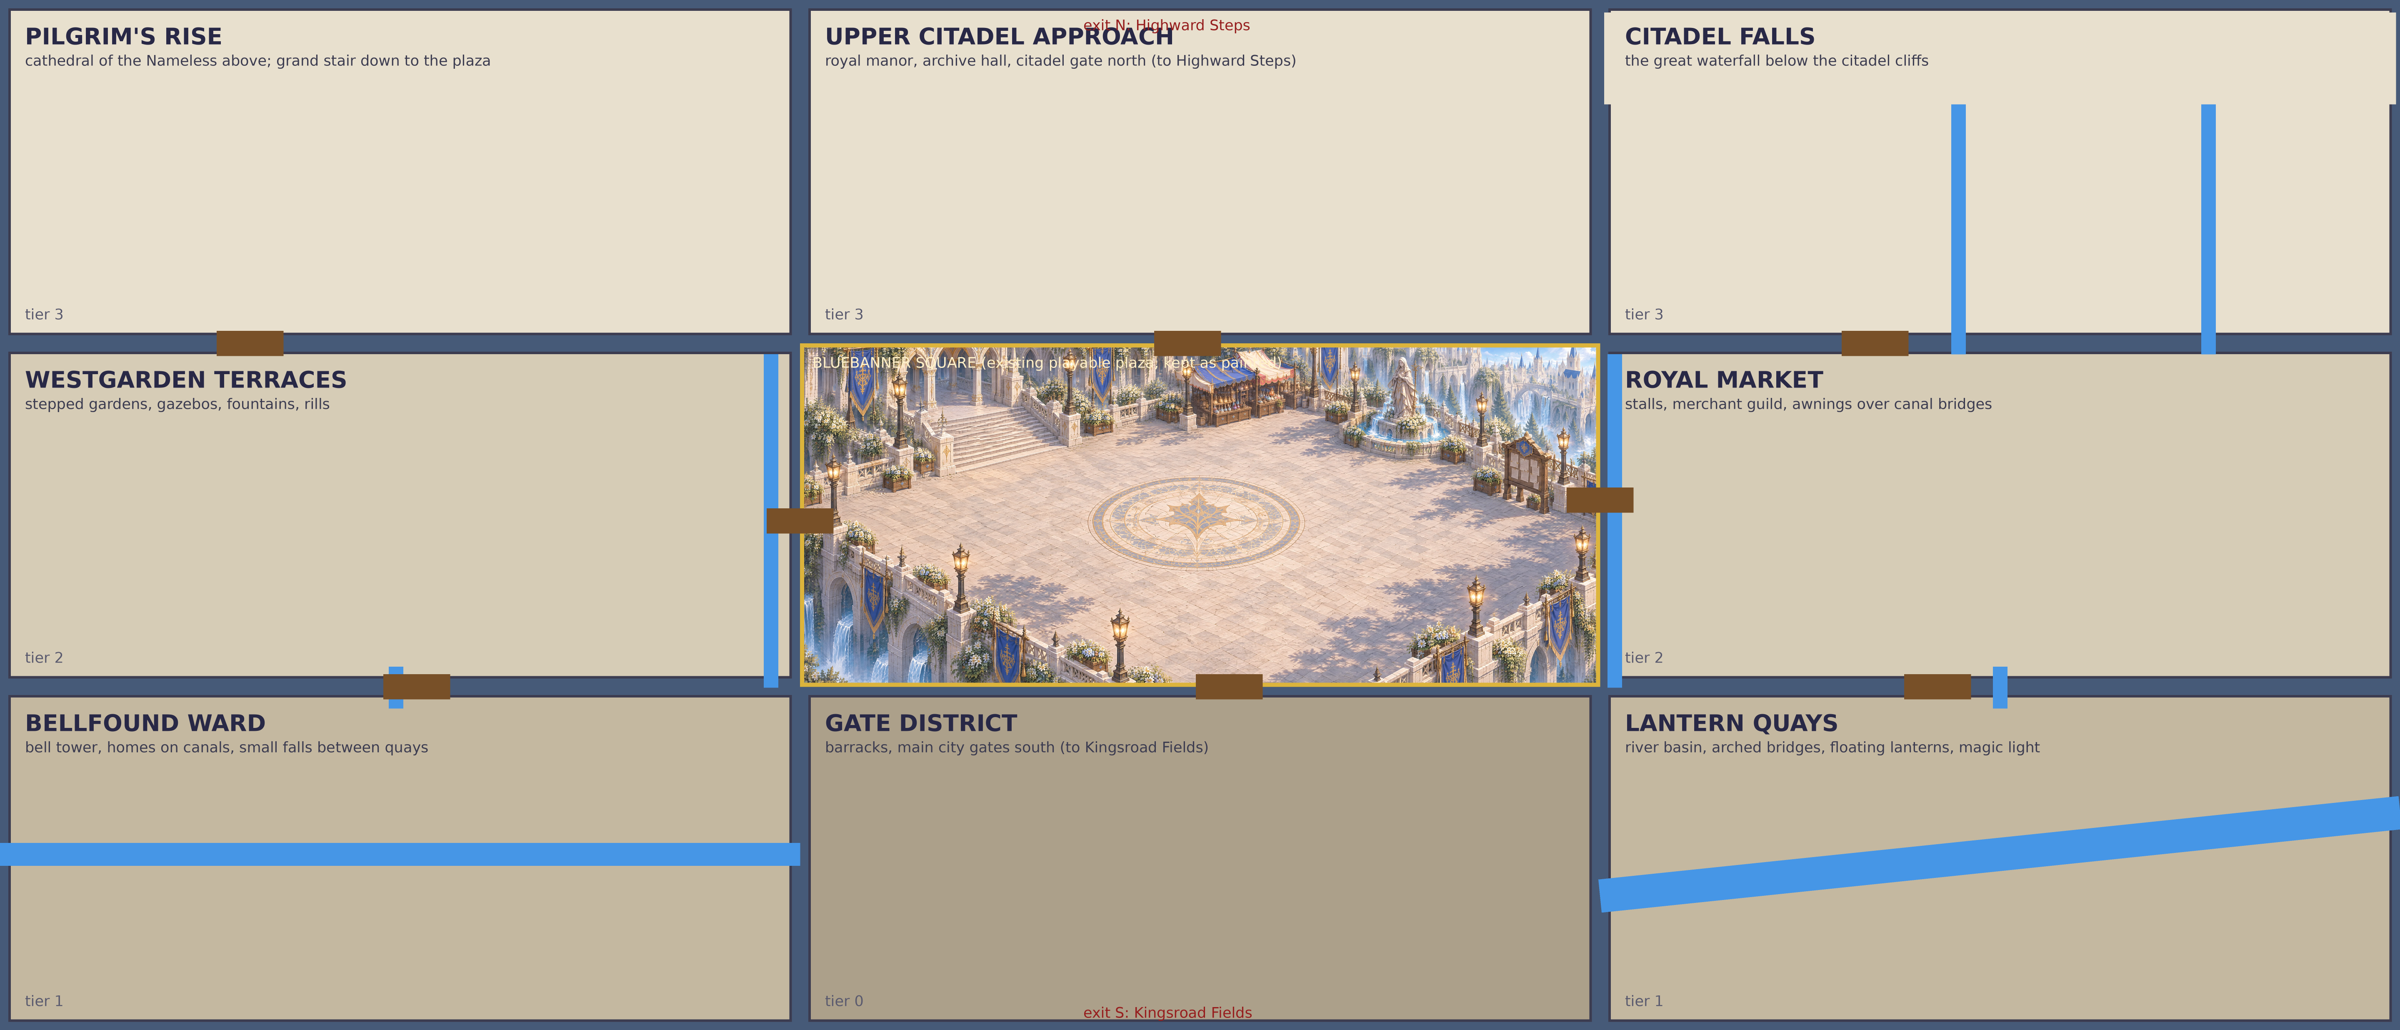 PILGRIM'S RISE
cathedral of the Nameless above; grand stair down to the plaza
tier 3
exit N: Highward Steps
UPPER CITADEL APPROACH
royal manor, archive hall, citadel gate north (to Highward Steps)
tier 3
CITADEL FALLS
the great waterfall below the citadel cliffs
tier 3
WESTGARDEN TERRACES
stepped gardens, gazebos, fountains, rills
tier 2
BLUEBANNER SQUARE (existing playable plaza; kept as painted)
ROYAL MARKET
stalls, merchant guild, awnings over canal bridges
tier 2
BELLFOUND WARD
bell tower, homes on canals, small falls between quays
tier 1
GATE DISTRICT
barracks, main city gates south (to Kingsroad Fields)
tier 0
exit S: Kingsroad Fields
LANTERN QUAYS
river basin, arched bridges, floating lanterns, magic light
tier 1